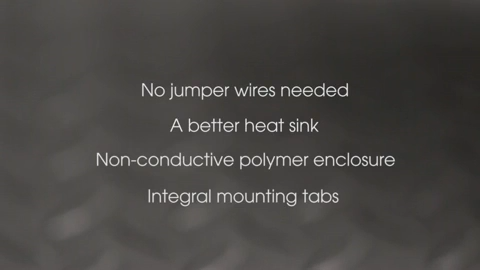 No jumper wires needed
A better heat sink
Non-conductive polymer enclosure
Integral mounting tabs